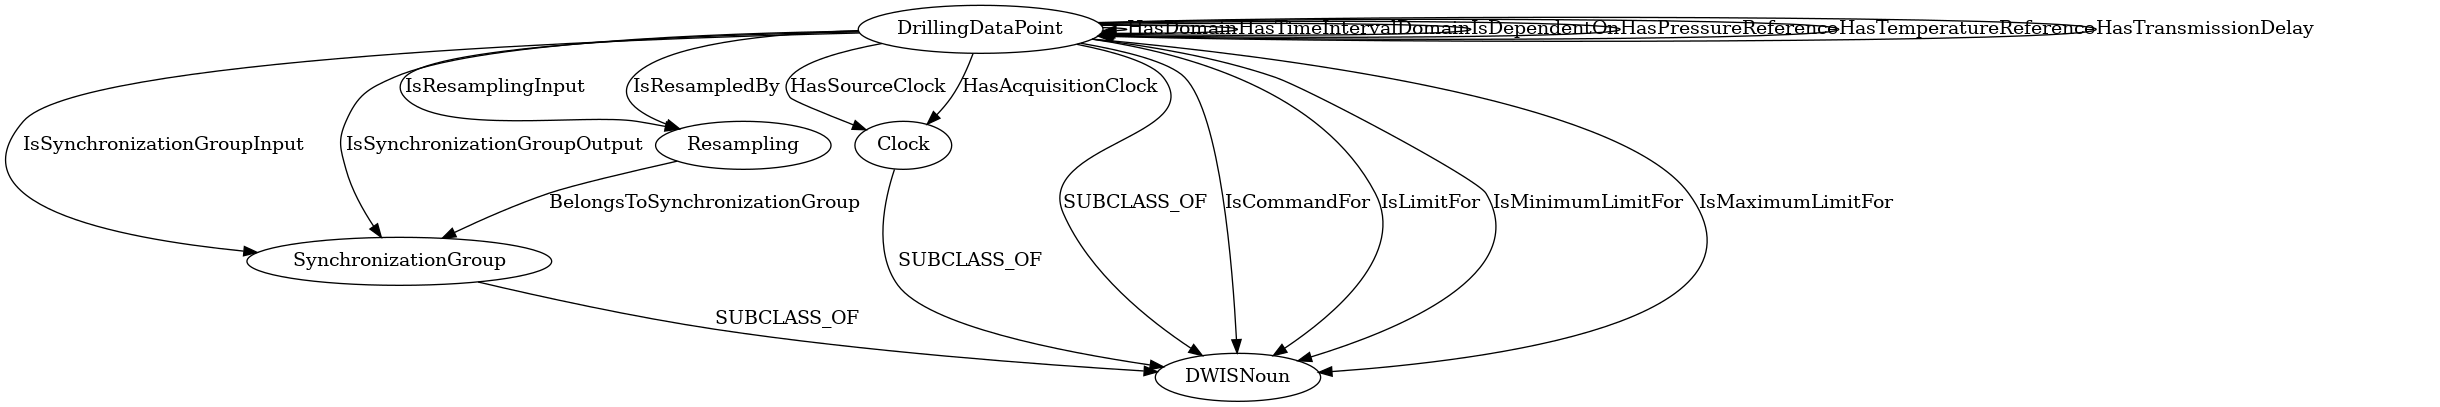 DrillingDataPoint
HasDomain
HasTimeIntervalDomain
IsDependentOn
HasPressureReference
HasTemperatureReference
HasTransmissionDelay
IsResamplingInput
IsResampledBy
HasSourceClock
HasAcquisitionClock
IsSynchronizationGroupInput
IsSynchronizationGroupOutput
Resampling
Clock
BelongsToSynchronizationGroup
SUBCLASS_OF
IsCommandFor
IsLimitFor
IsMinimumLimitFor
IsMaximumLimitFor
SynchronizationGroup
SUBCLASS_OF
SUBCLASS_OF
DWISNoun